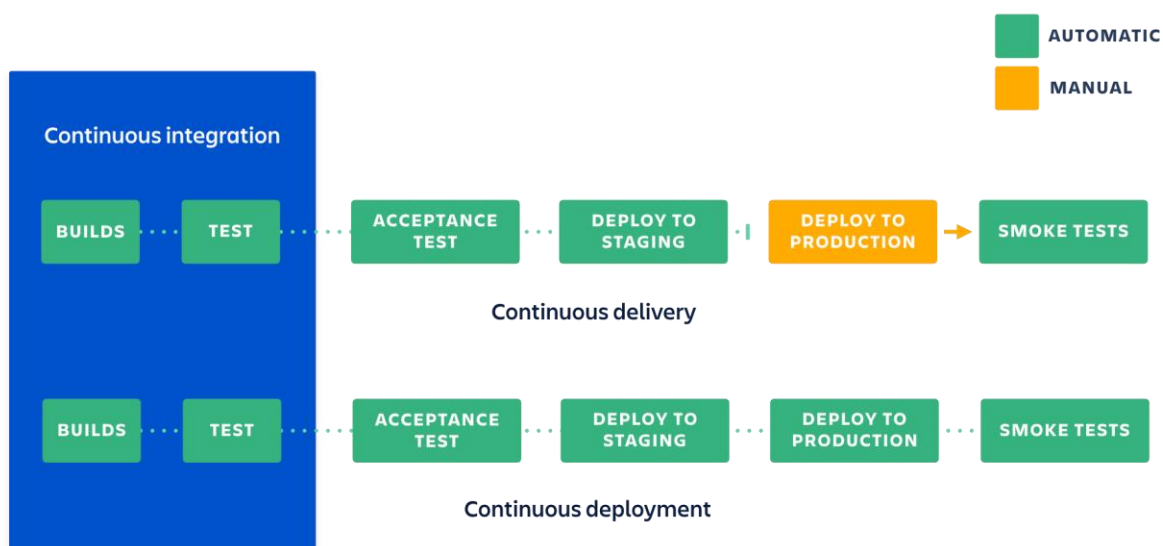 AUTOMATIC
MANUAL
Continuous integration
BUILDS
TEST
ACCEPTANCE
TEST
DEPLOY TO
STAGING
DEPLOY TO
PRODUCTION
SMOKE TESTS
Continuous delivery
BUILDS
TEST
ACCEPTANCE
TEST
DEPLOY TO
STAGING
DEPLOY TO
PRODUCTION
SMOKE TESTS
Continuous deployment